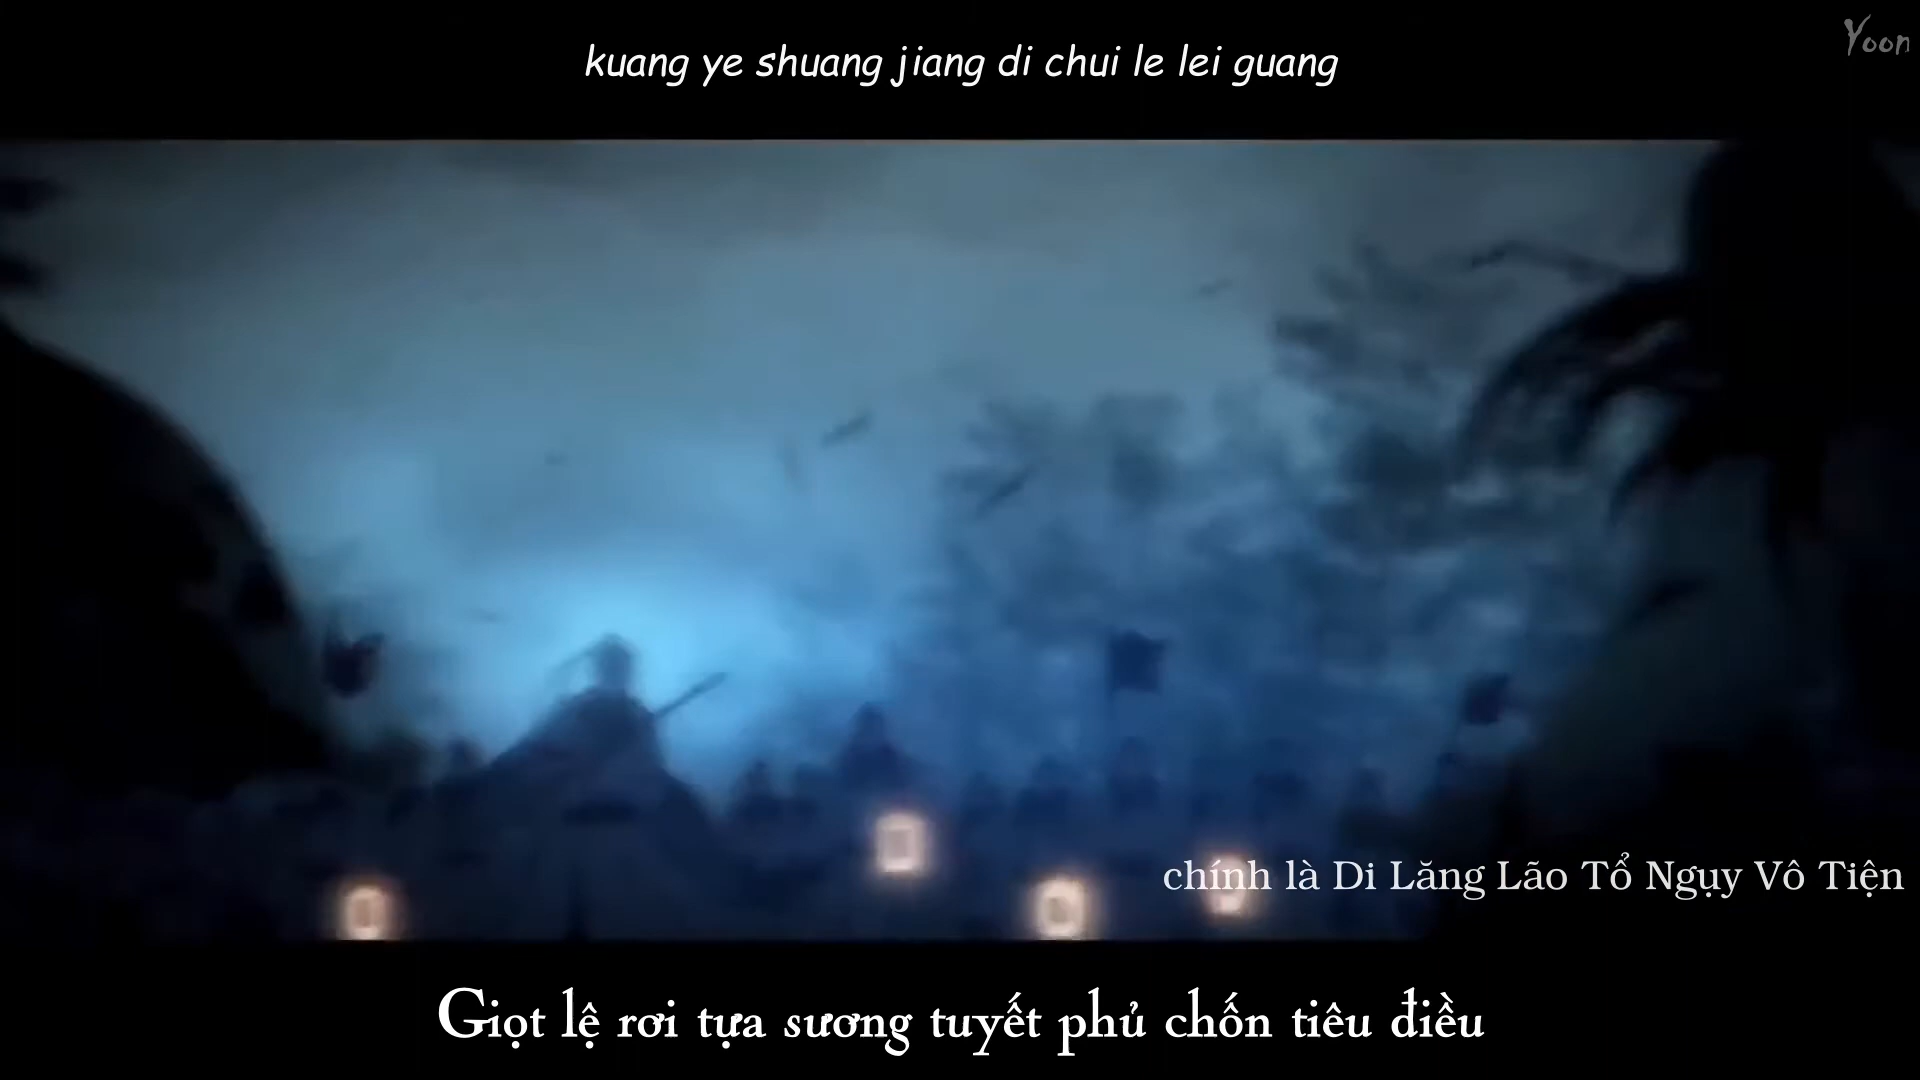 Yoon
kuang ye shuang jiang di chui le lei guang
chính là Di Lăng Lão Tổ Ngụy Vô Tiện
Giọt lệ rơi tựa sương tuyết phủ chốn tiêu điều